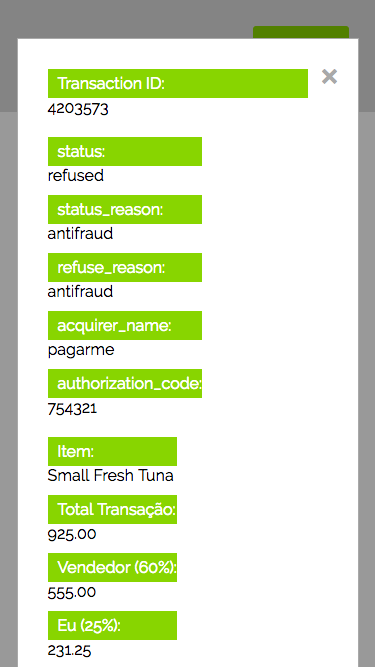 Transaction ID:
4203573
status:
refused
status_reason:
antifraud
refuse_reason:
antifraud
acquirer_name:
pagarme
authorization_code:
754321
Item:
Small Fresh Tuna
Total Transação:
925.00
Vendedor (60%):
555.00
Eu (25%):
231.25